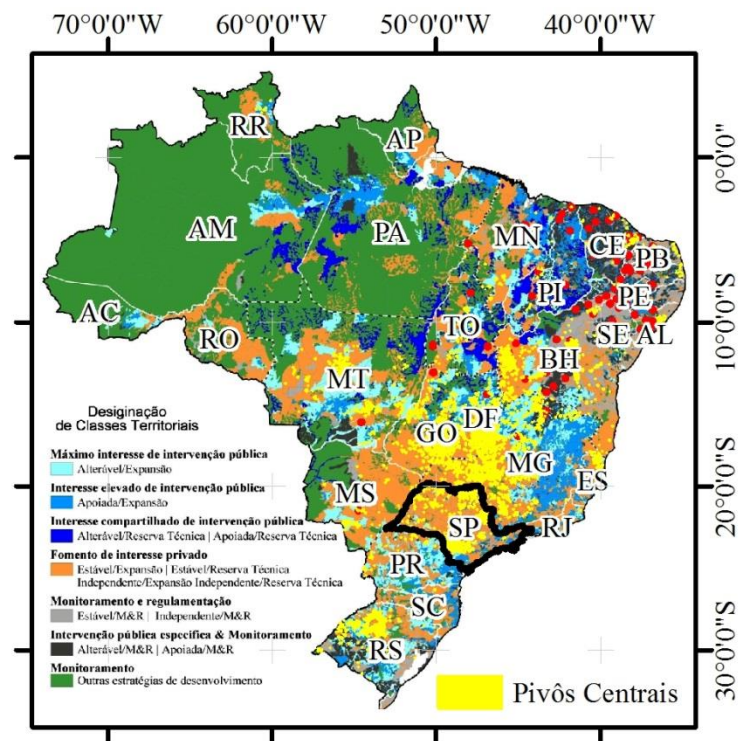 70°0'0"W 60°0'0"W 50°0'0"W 40°0'0"W
RR
AP
0°0'0"
AM
PA
MN
CE
PB
PI
PE
AC
TO
SE AL
10°0'0"S
RO
BH
MT
Desiginação
de Classes Territoriais
DF
GO
Máximo interesse de intervenção pública
Alterável/Expansão
MG
Interesse elevado de intervenção pública
Apoiada/Expansão
ES
20°0'0"S
MS
Interesse compartilhado de intervenção pública
Alterável/Reserva Técnica | Apoiada/Reserva Técnica
SP
RJ
Fomento de interesse privado
Estável/Expansão | Estável/Reserva Técnica
Independente/Expansão Independente/Reserva Técnica
PR
Monitoramento e regulamentação
Estável/M&R | Independente/M&R
SC
Intervenção pública específica & Monitoramento
Alterável/M&R | Apoiada/M&R
RS
30°0'0"S
Monitoramento
Outras estratégias de desenvolvimento
Pivôs Centrais